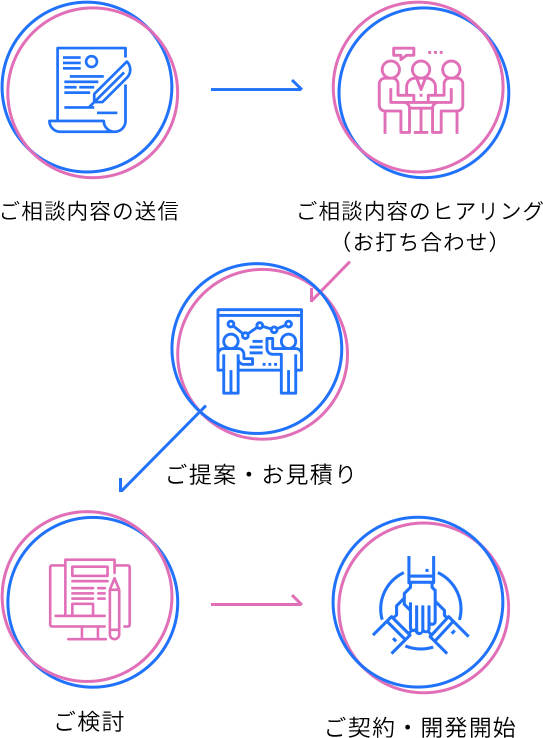 ご相談内容の送信
ご相談内容のヒアリング
（お打ち合わせ）
ご提案・お見積り
ご検討
ご契約・開発開始